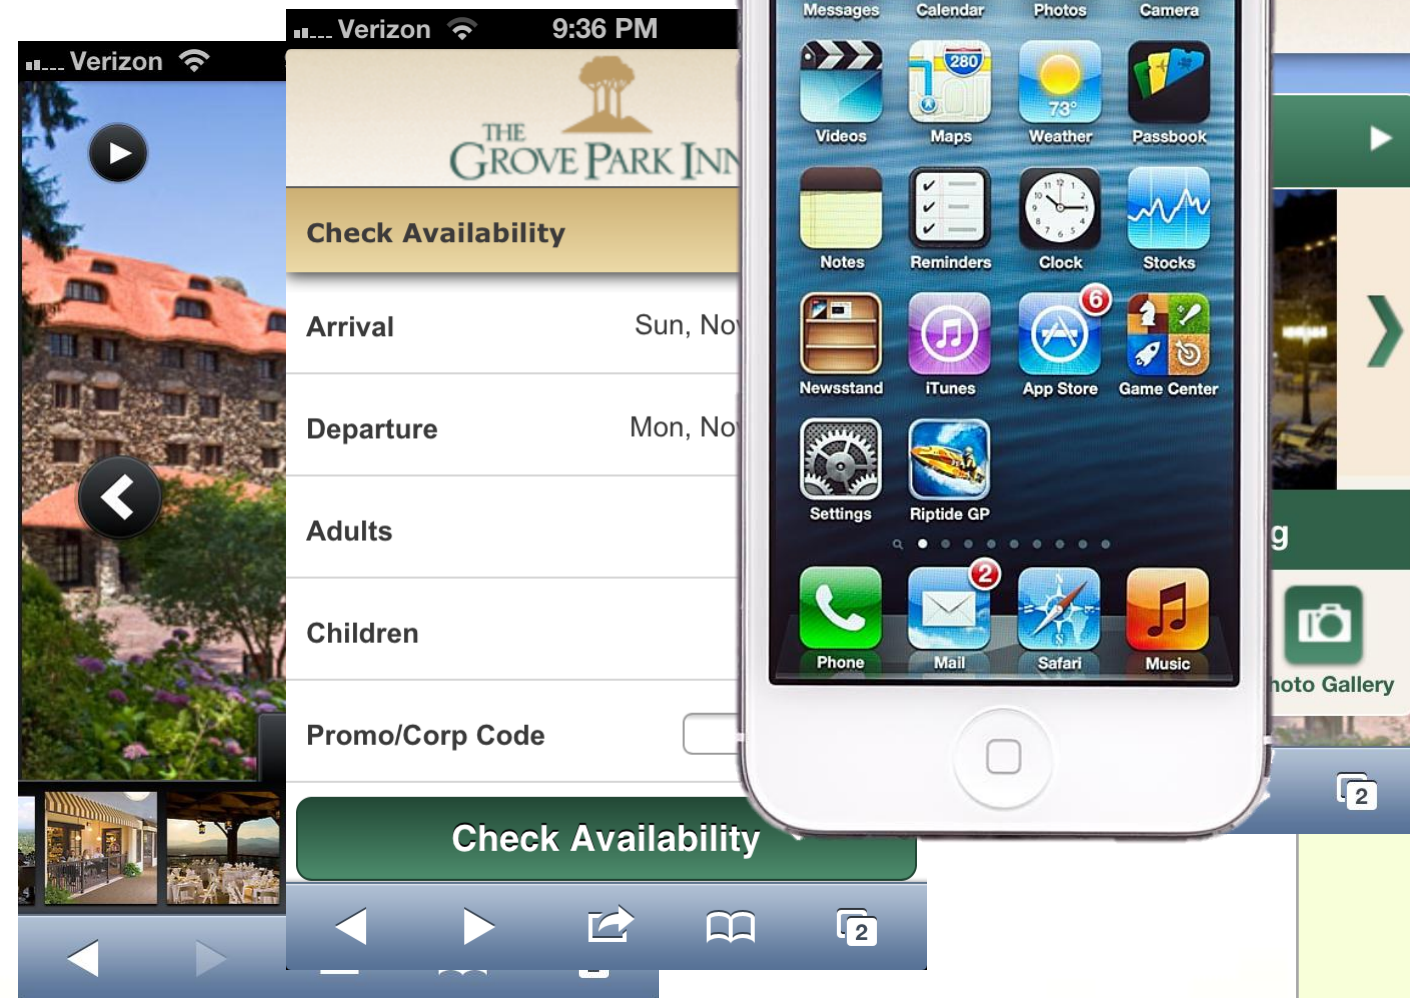 Verizon
Verizon
9:36 PM
THE
GROVE PARK INN
Check Availability
Arrival
Sun, Nov
Departure
Mon, Nov
Adults
Children
Promo/Corp Code
Check Availability
2
Messages
Calendar
Photos
Camera
280
73°
Videos
Maps
Weather
Passbook
Notes
Reminders
Clock
Stocks
6
Newsstand
iTunes
App Store
Game Center
Settings
Riptide GP
2
Phone
Mail
Safari
Music
g
hoto Gallery
2